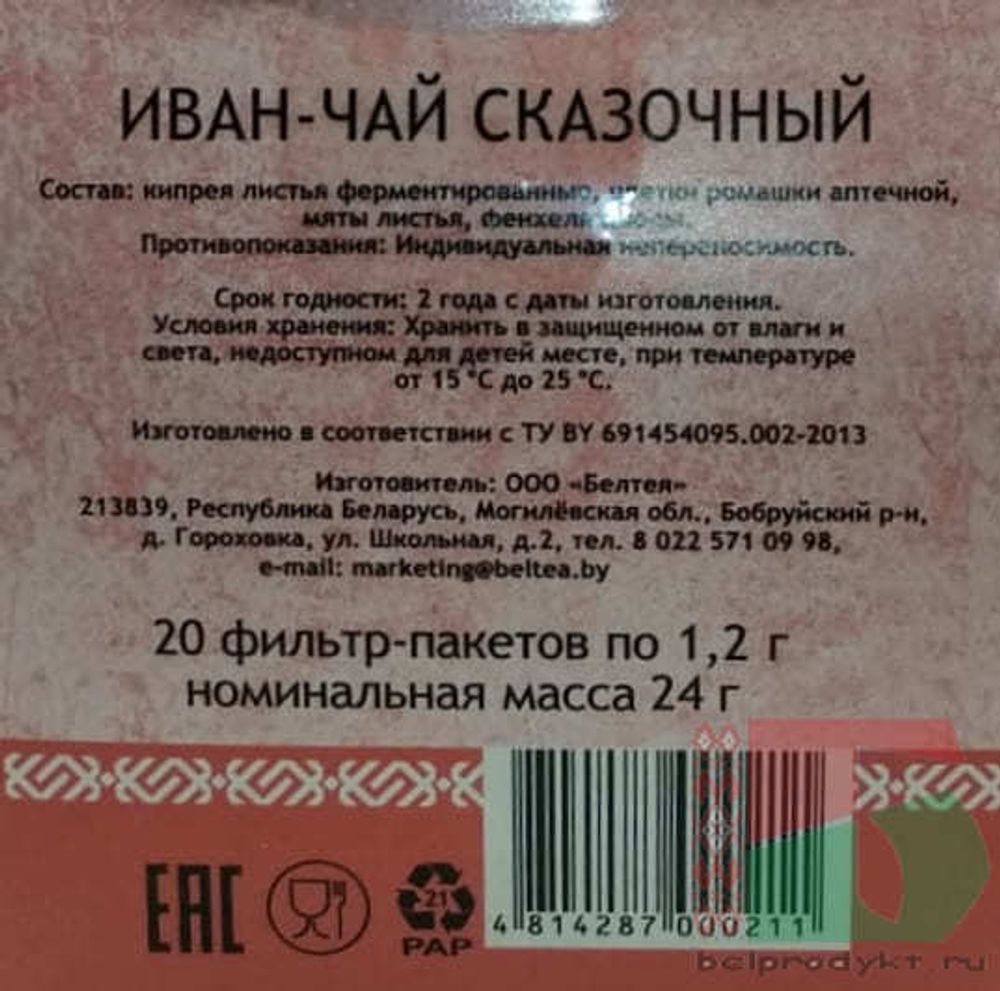 ИВАН-ЧАЙ СКАЗОЧНЫЙ
Состав: кипрея листья ферментированные, цветки ромашки аптечной,
мяты листья, фенхеля плоды.
Противопоказания: Индивидуальная непереносимость.
Срок годности: 2 года с даты изготовления.
Условия хранения: Хранить в защищенном от влаги и
света, недоступном для детей месте, при температуре
от 15 °C до 25 °C.
Изготовлено в соответствии с ТУ BY 691454095.002-2013
Изготовитель: ООО «Белтея»
213839, Республика Беларусь, Могилёвская обл., Бобруйский р-н,
д. Гороховка, ул. Школьная, д.2, тел. 8 022 571 09 98,
e-mail: marketing@beltea.by
20 фильтр-пакетов по 1,2 г
номинальная масса 24 г
EAC
21
PAP
4 814287 000211
belprodykt ru